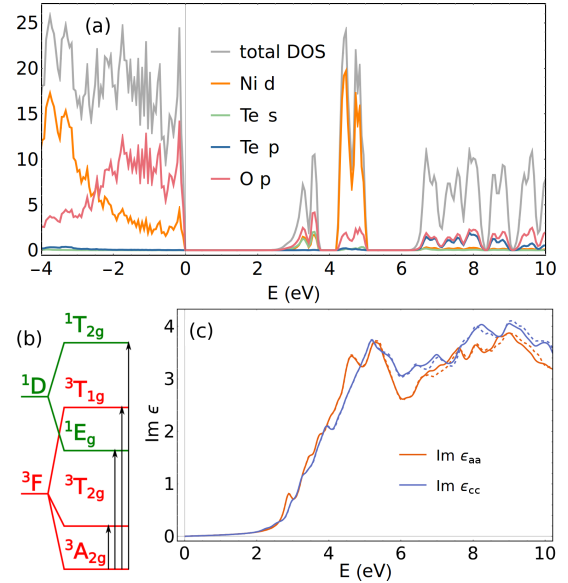 25
20
15
10
5
0
(a)
total DOS
Ni d
Te s
Te p
O p
−4 −2 0 2 4 6 8 10
E (eV)
(b)
¹T₂g
¹D
³T₁g
¹Eg
³F
³T₂g
³A₂g
(c)
4
3
2
1
0
Im ε
Im εaa
Im εcc
0 2 4 6 8 10
E (eV)